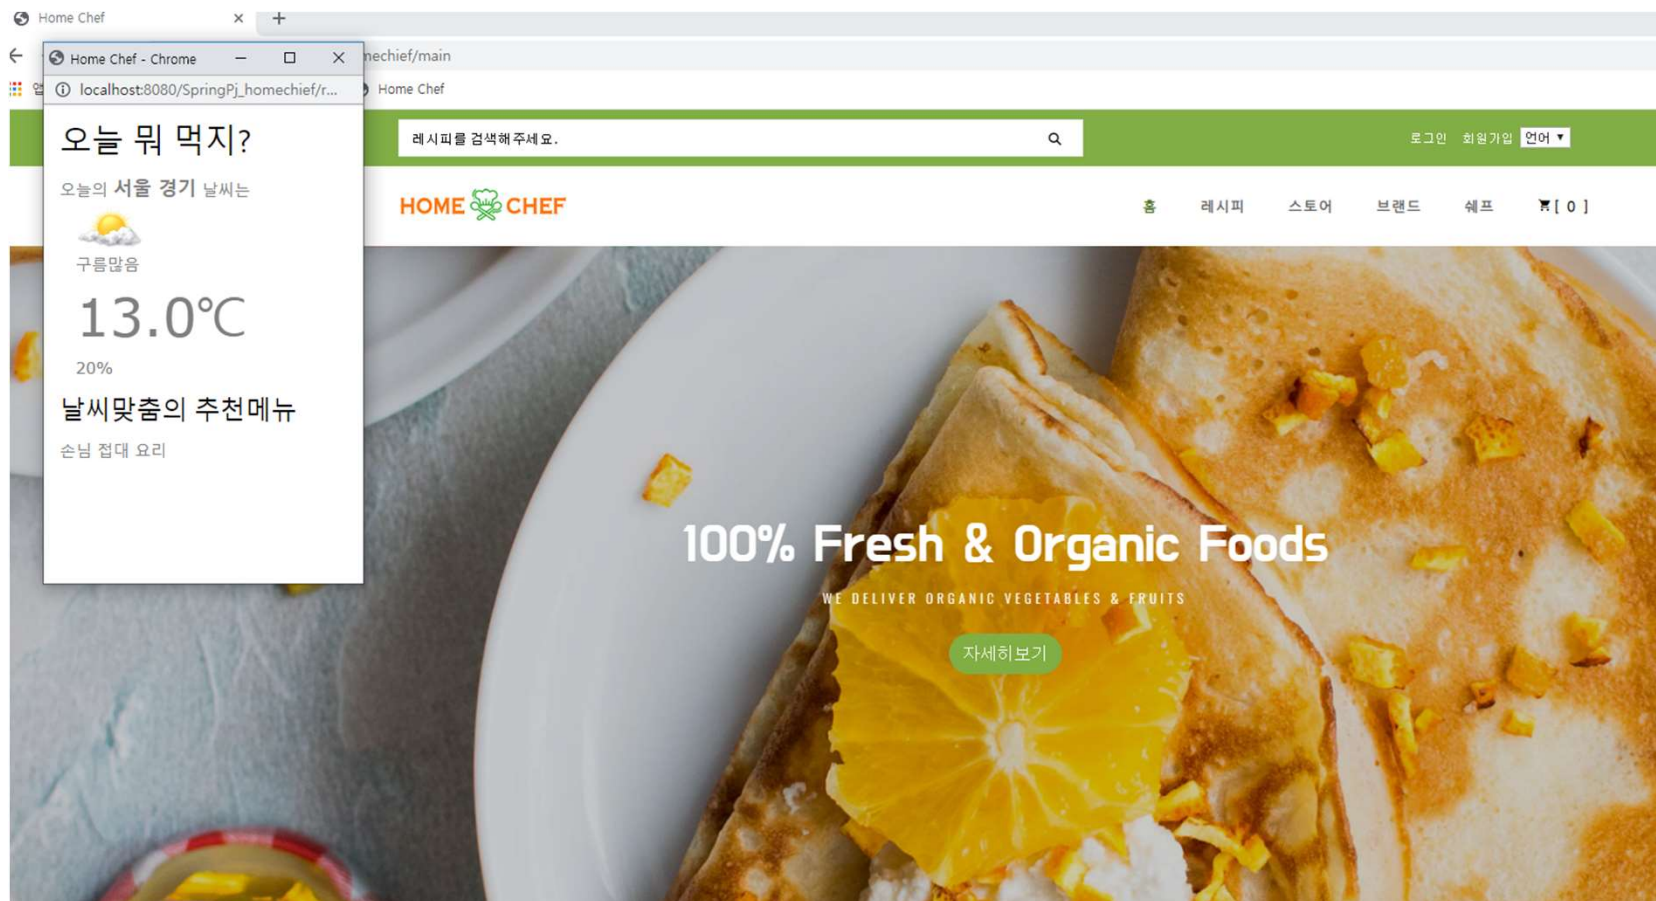 Home Chef
Home Chef - Chrome
nechief/main
localhost:8080/SpringPj_homechief/r...
Home Chef
오늘 뭐 먹지?
오늘의 서울 경기 날씨는
구름많음
13.0℃
20%
날씨맞춤의 추천메뉴
손님 접대 요리
레시피를 검색해주세요.
로그인 회원가입 언어
HOME CHEF
홈 레시피 스토어 브랜드 쉐프 [ 0 ]
100% Fresh & Organic Foods
WE DELIVER ORGANIC VEGETABLES & FRUITS
자세히보기